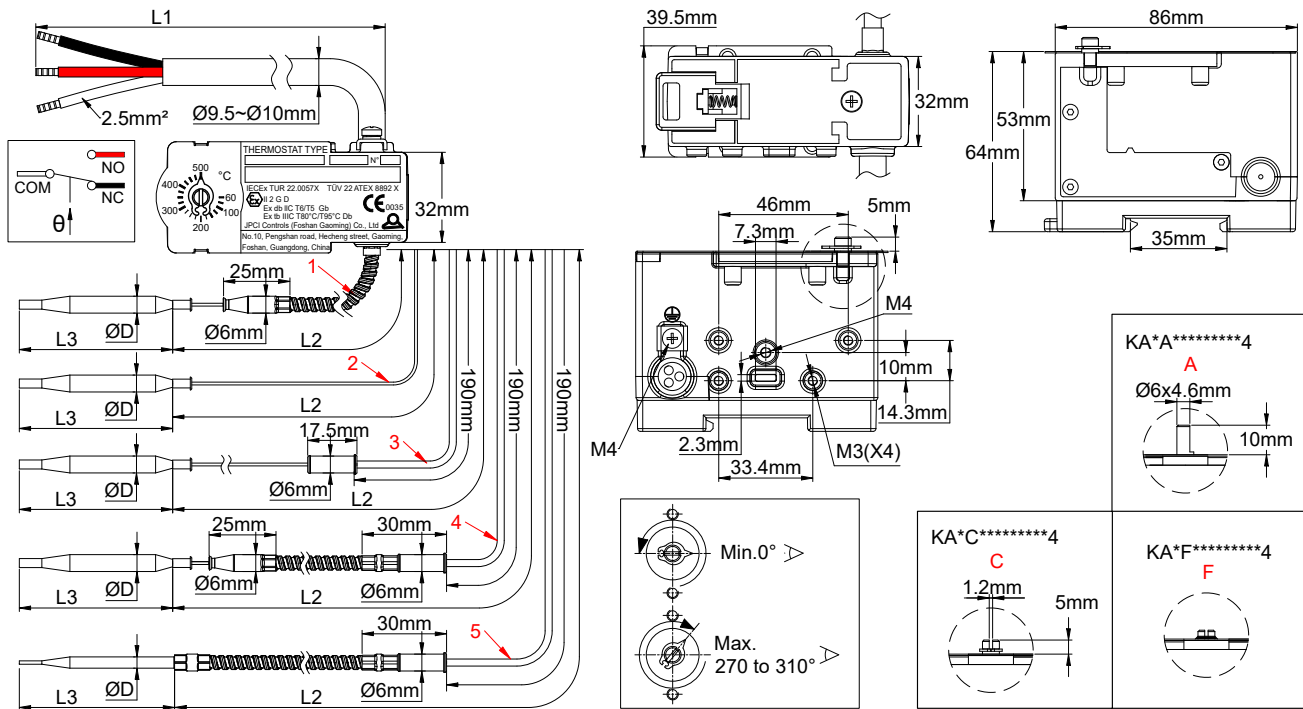 L1
2.5mm²
Ø9.5~Ø10mm
NO
COM
NC
θ
THERMOSTAT TYPE
N°
IECEx TUR 22.0057X TÜV 22 ATEX 8892 X
Ex II 2 G D
Ex db IIC T6/T5 Gb
Ex tb IIIC T80°C/T95°C Db
CE 0035
JPCI Controls (Foshan Gaoming) Co., Ltd
No.10, Pengshan road, Hecheng street, Gaoming,
Foshan, Guangdong, China
°C
500
400
300
200
100
60
32mm
25mm
1
ØD
Ø6mm
L3
L2
2
ØD
L3
L2
17.5mm
3
ØD
Ø6mm
L3
L2
190mm
190mm
190mm
25mm
30mm
4
ØD
Ø6mm
Ø6mm
L3
L2
30mm
5
ØD
Ø6mm
L3
L2
39.5mm
32mm
86mm
53mm
64mm
35mm
46mm
7.3mm
5mm
M4
10mm
14.3mm
M4
2.3mm
33.4mm
M3(X4)
Min.0°
Max.
270 to 310°
KA*A*********4
A
Ø6x4.6mm
10mm
KA*C*********4
C
1.2mm
5mm
KA*F*********4
F